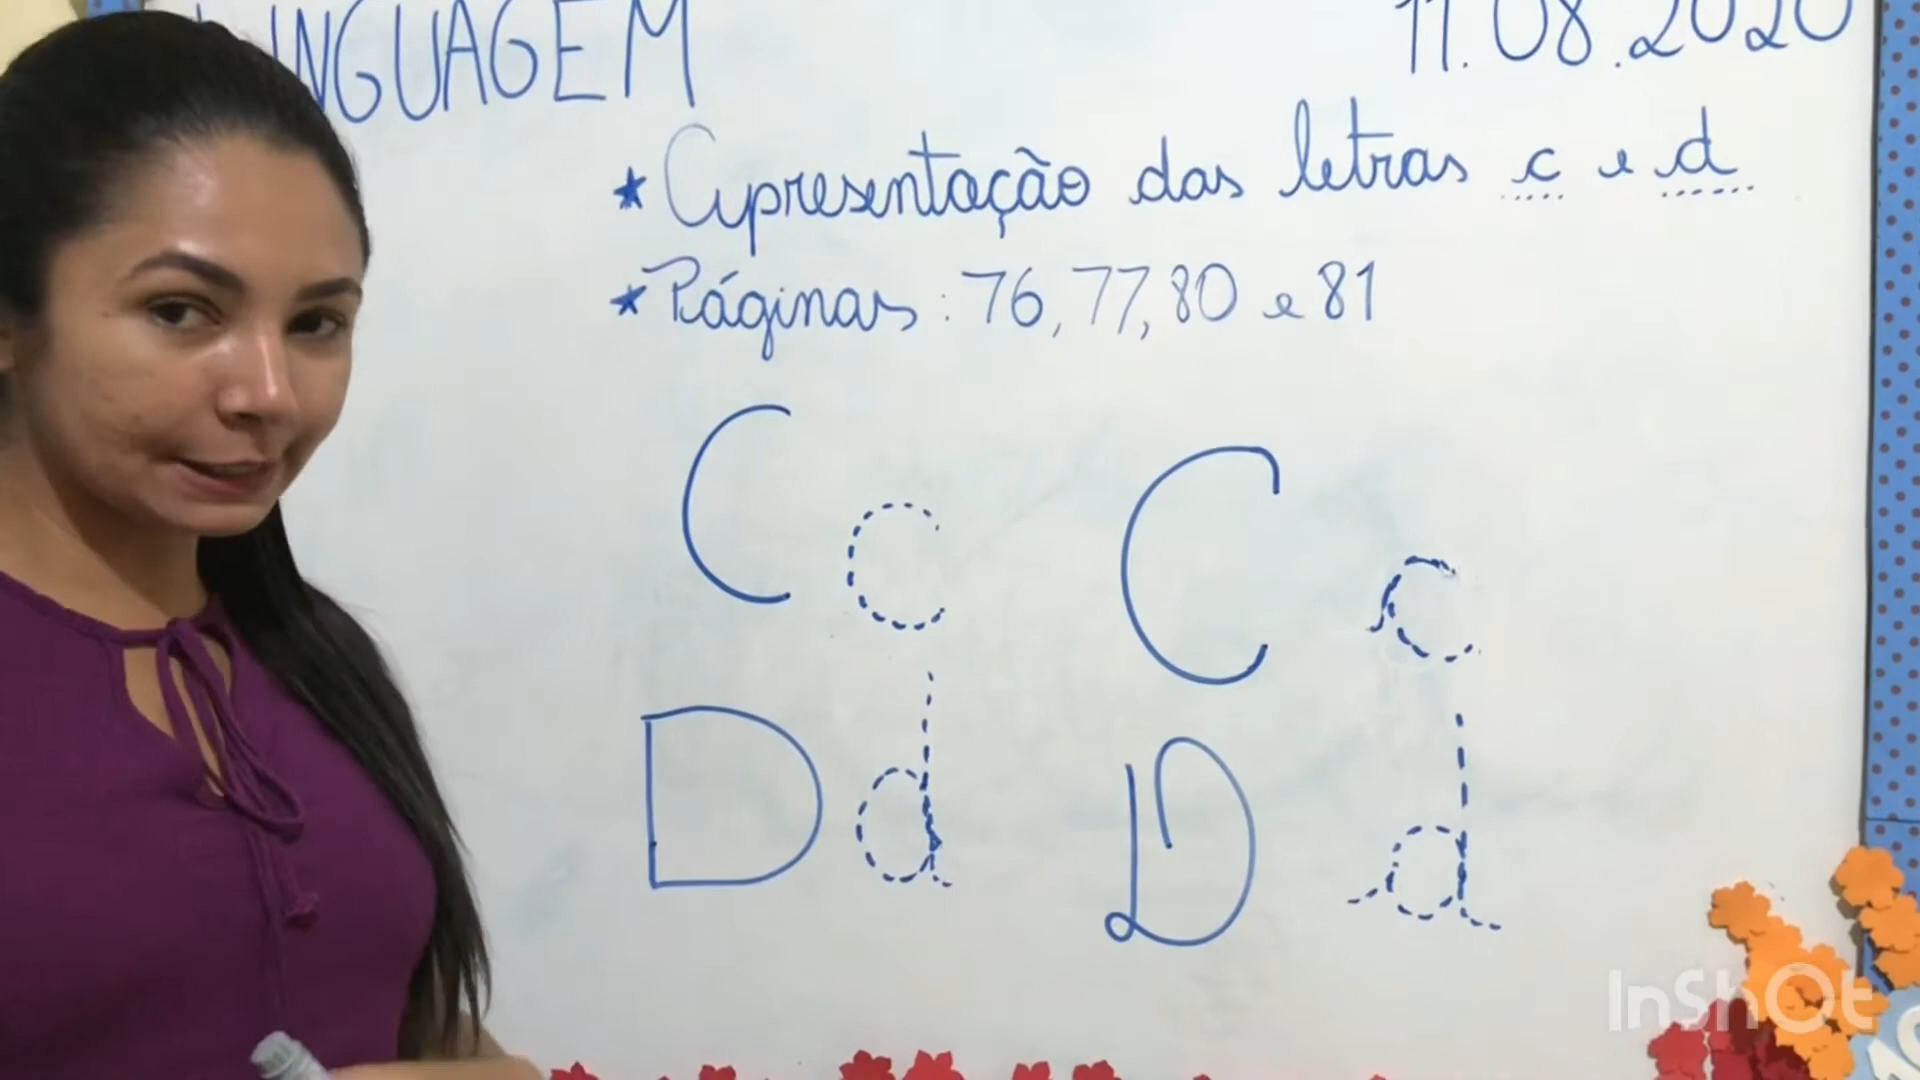 LINGUAGEM 11.08.2020
★ Apresentação das letras c e d
★ Páginas: 76, 77, 80 e 81
C c C c
D d D d
InShOt